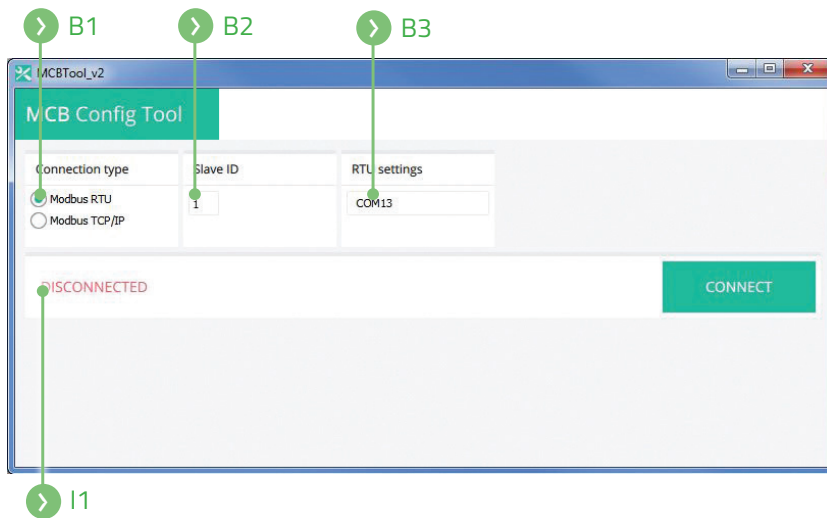 B1 B2 B3
MCBTool_v2
MCB Config Tool
Connection type Slave ID RTU settings
Modbus RTU 1 COM13
Modbus TCP/IP
DISCONNECTED CONNECT
I1